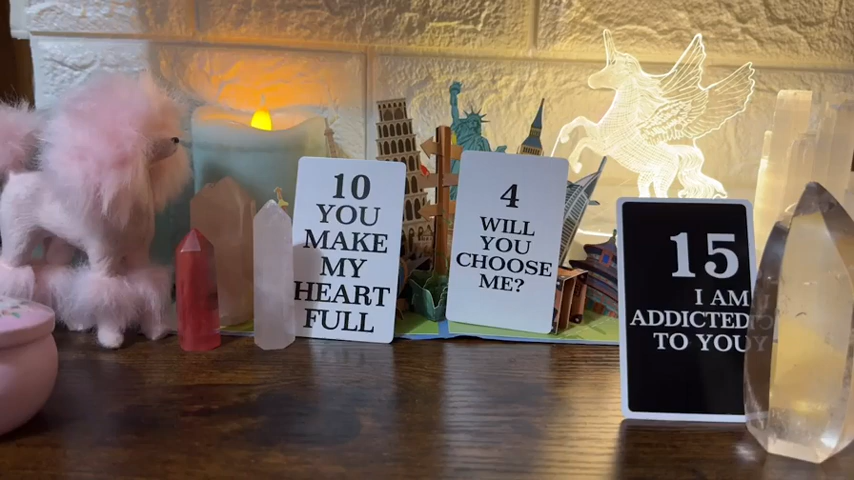 10
YOU
MAKE
MY
HEART
FULL
4
WILL
YOU
CHOOSE
ME?
15
I AM
ADDICTED
TO YOU